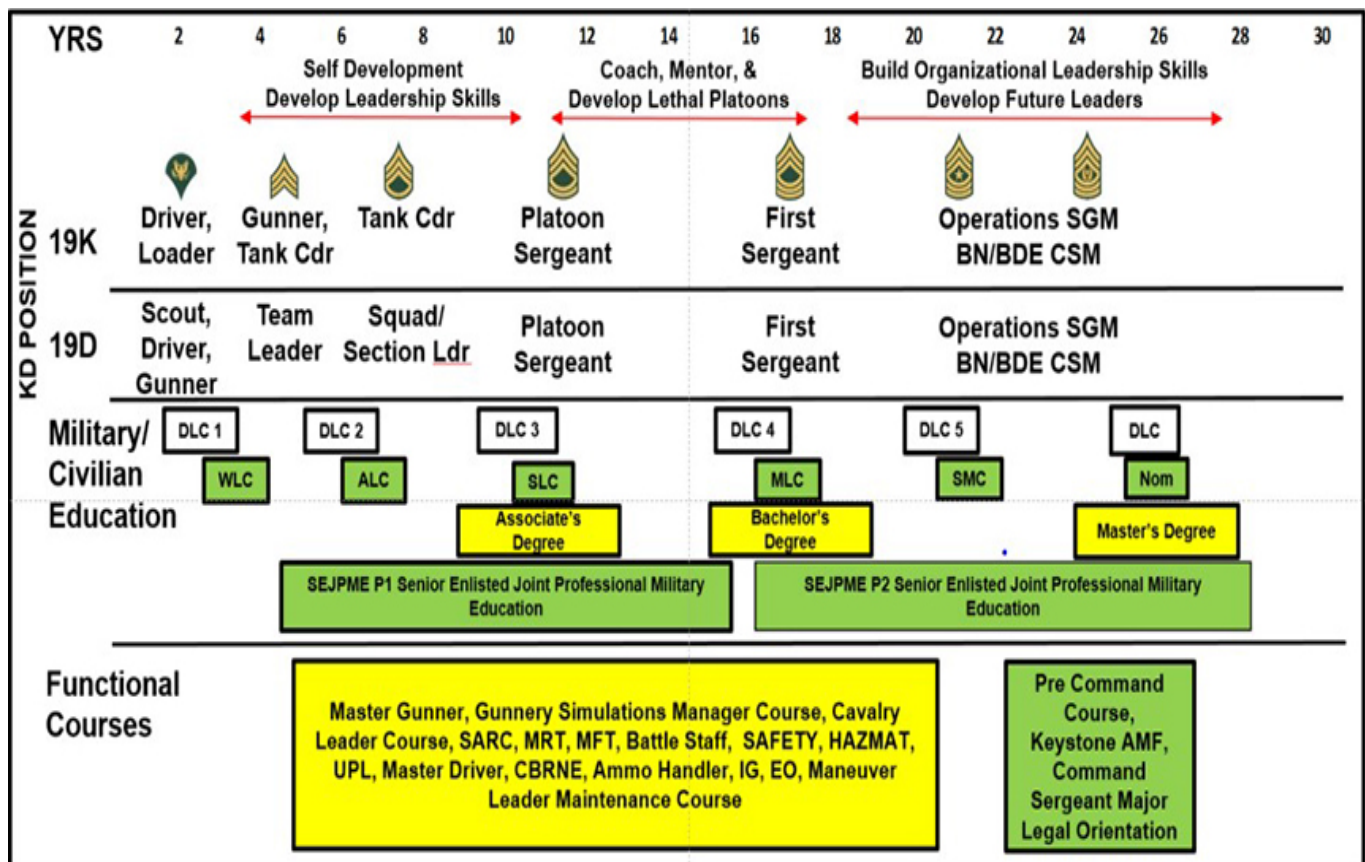 YRS 2 4 6 8 10 12 14 16 18 20 22 24 26 28 30
Self Development
Develop Leadership Skills
Coach, Mentor, &
Develop Lethal Platoons
Build Organizational Leadership Skills
Develop Future Leaders
KD POSITION
19K
Driver,
Loader
Gunner,
Tank Cdr
Tank Cdr
Platoon
Sergeant
First
Sergeant
Operations SGM
BN/BDE CSM
19D
Scout,
Driver,
Gunner
Team
Leader
Squad/
Section Ldr
Platoon
Sergeant
First
Sergeant
Operations SGM
BN/BDE CSM
Military/
Civilian
Education
DLC 1
DLC 2
DLC 3
DLC 4
DLC 5
DLC
WLC
ALC
SLC
MLC
SMC
Nom
Associate's
Degree
Bachelor's
Degree
Master's Degree
SEJPME P1 Senior Enlisted Joint Professional Military
Education
SEJPME P2 Senior Enlisted Joint Professional Military
Education
Functional
Courses
Master Gunner, Gunnery Simulations Manager Course, Cavalry
Leader Course, SARC, MRT, MFT, Battle Staff, SAFETY, HAZMAT,
UPL, Master Driver, CBRNE, Ammo Handler, IG, EO, Maneuver
Leader Maintenance Course
Pre Command
Course,
Keystone AMF,
Command
Sergeant Major
Legal Orientation